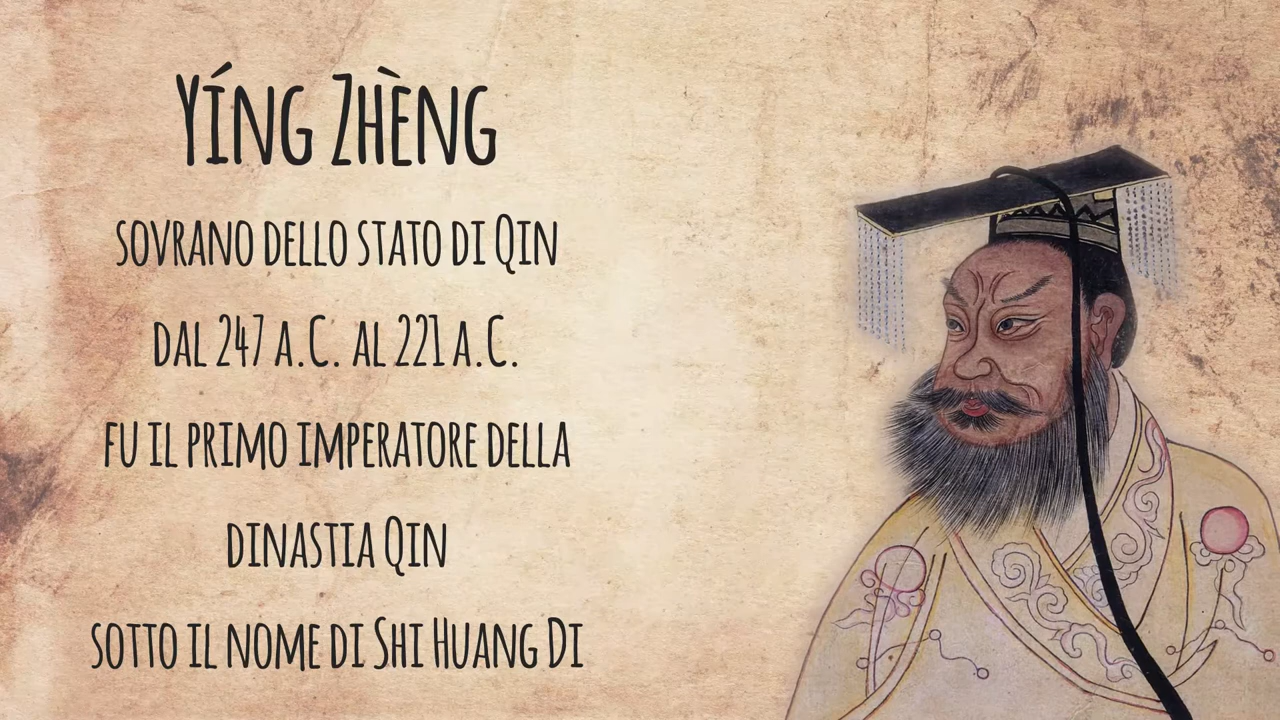 Yíng Zhèng
sovrano dello stato di Qin
dal 247 a.C. al 221 a.C.
fu il primo imperatore della
dinastia Qin
sotto il nome di Shi Huang Di